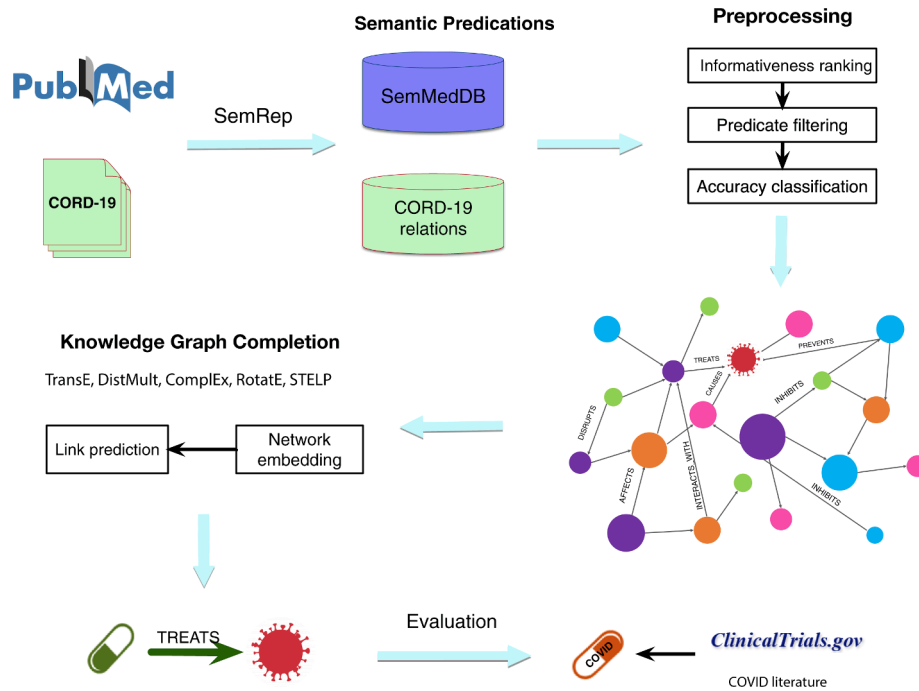 PubMed
CORD-19
SemRep
Semantic Predications
SemMedDB
CORD-19
relations
Preprocessing
Informativeness ranking
Predicate filtering
Accuracy classification
TREATS
PREVENTS
CAUSES
INHIBITS
DISRUPTS
AFFECTS
INTERACTS WITH
INHIBITS
Knowledge Graph Completion
TransE, DistMult, ComplEx, RotatE, STELP
Link prediction
Network
embedding
TREATS
Evaluation
COVID
ClinicalTrials.gov
COVID literature